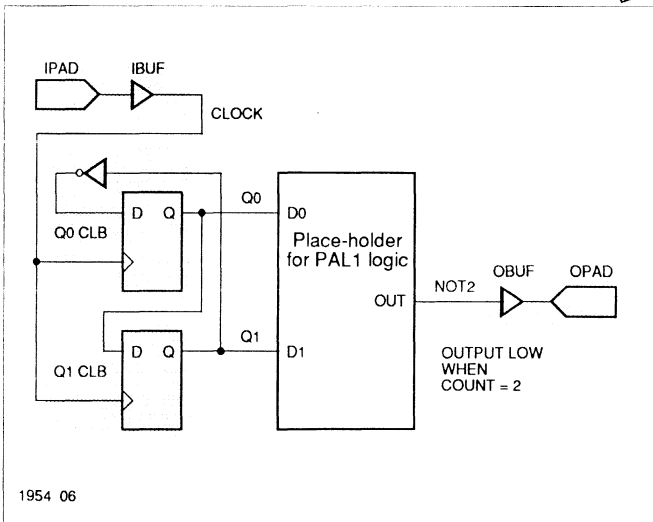 IPAD
IBUF
CLOCK
D Q
Q0 CLB
Q0
D0
Place-holder
for PAL1 logic
OUT
NOT2
OBUF
OPAD
D Q
Q1 CLB
Q1
D1
OUTPUT LOW
WHEN
COUNT = 2
1954 06